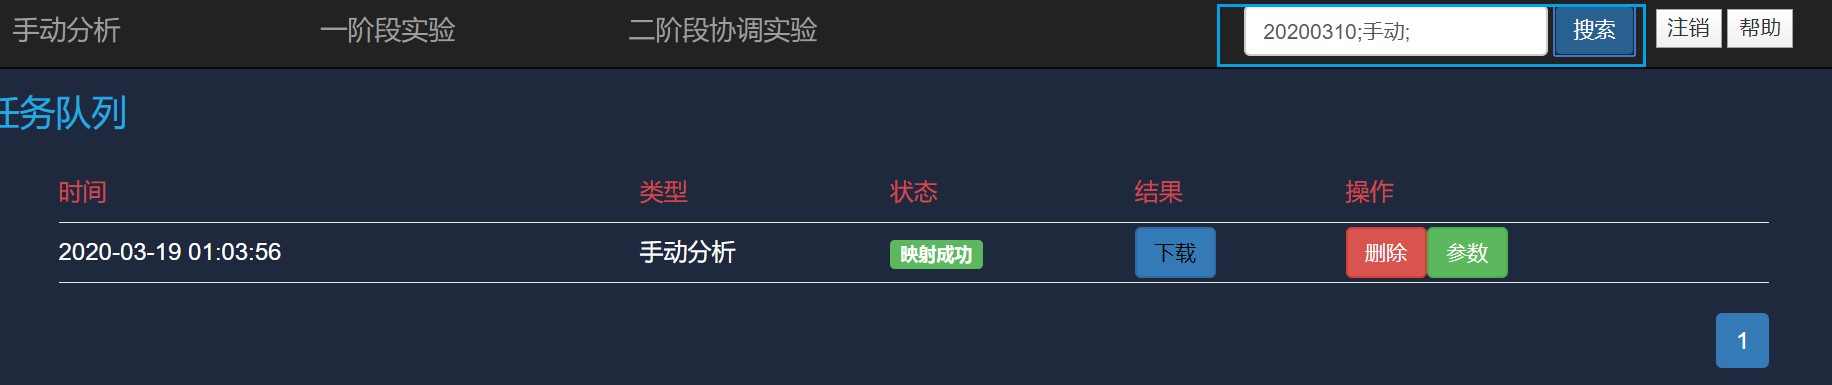 手动分析 一阶段实验 二阶段协调实验 20200310;手动; 搜索 注销 帮助
任务队列
时间 类型 状态 结果 操作
2020-03-19 01:03:56 手动分析 映射成功 下载 删除 参数
1